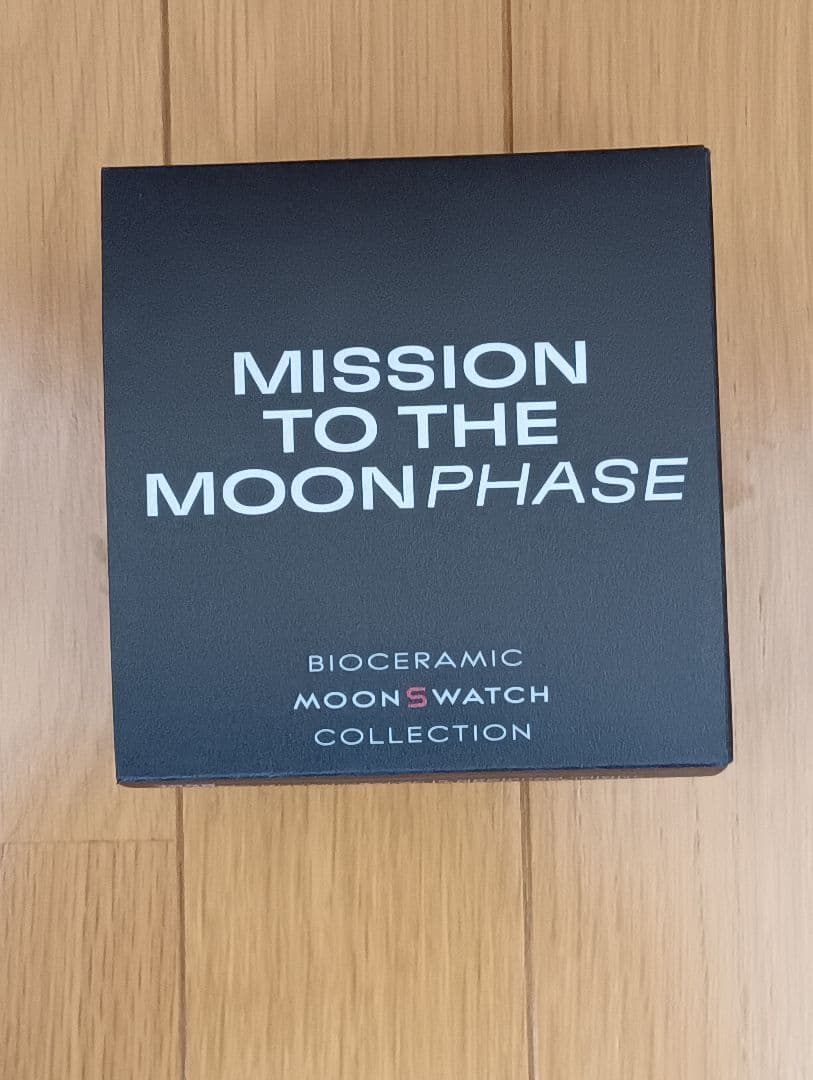 MISSION
TO THE
MOONPHASE
BIOCERAMIC
MOONSWATCH
COLLECTION